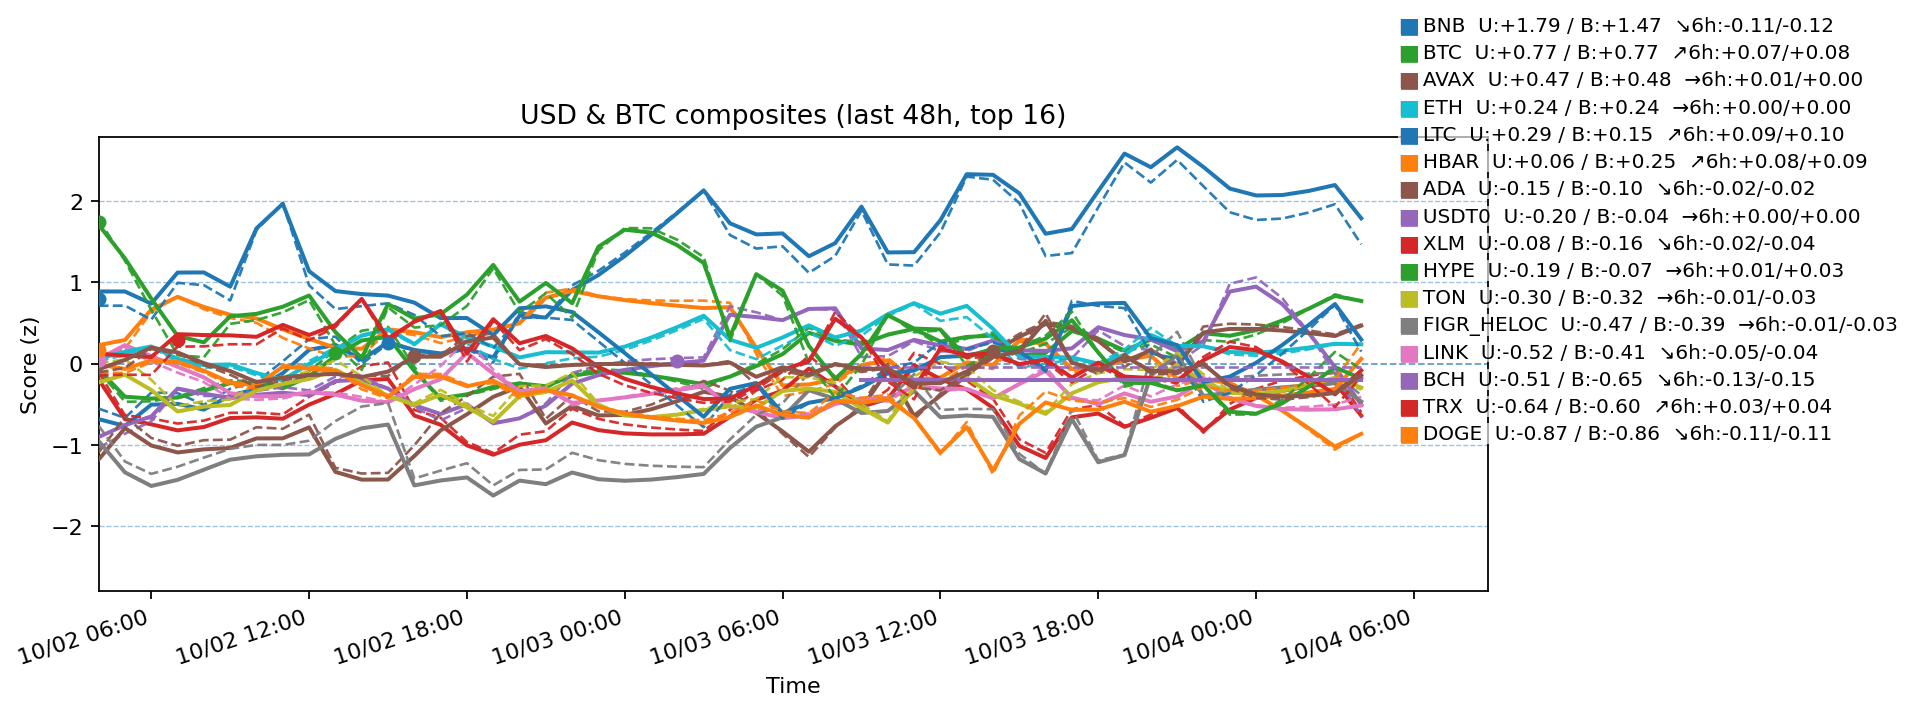 BNB  U:+1.79 / B:+1.47  ↘6h:-0.11/-0.12
BTC  U:+0.77 / B:+0.77  ↗6h:+0.07/+0.08
AVAX  U:+0.47 / B:+0.48  →6h:+0.01/+0.00
ETH  U:+0.24 / B:+0.24  →6h:+0.00/+0.00
LTC  U:+0.29 / B:+0.15  ↗6h:+0.09/+0.10
HBAR  U:+0.06 / B:+0.25  ↗6h:+0.08/+0.09
ADA  U:-0.15 / B:-0.10  ↘6h:-0.02/-0.02
USDT0  U:-0.20 / B:-0.04  →6h:+0.00/+0.00
XLM  U:-0.08 / B:-0.16  ↘6h:-0.02/-0.04
HYPE  U:-0.19 / B:-0.07  →6h:+0.01/+0.03
TON  U:-0.30 / B:-0.32  →6h:-0.01/-0.03
FIGR_HELOC  U:-0.47 / B:-0.39  →6h:-0.01/-0.03
LINK  U:-0.52 / B:-0.41  ↘6h:-0.05/-0.04
BCH  U:-0.51 / B:-0.65  ↘6h:-0.13/-0.15
TRX  U:-0.64 / B:-0.60  ↗6h:+0.03/+0.04
DOGE  U:-0.87 / B:-0.86  ↘6h:-0.11/-0.11
USD & BTC composites (last 48h, top 16)
Score (z)
2
1
0
−1
−2
10/02 06:00
10/02 12:00
10/02 18:00
10/03 00:00
10/03 06:00
10/03 12:00
10/03 18:00
10/04 00:00
10/04 06:00
Time